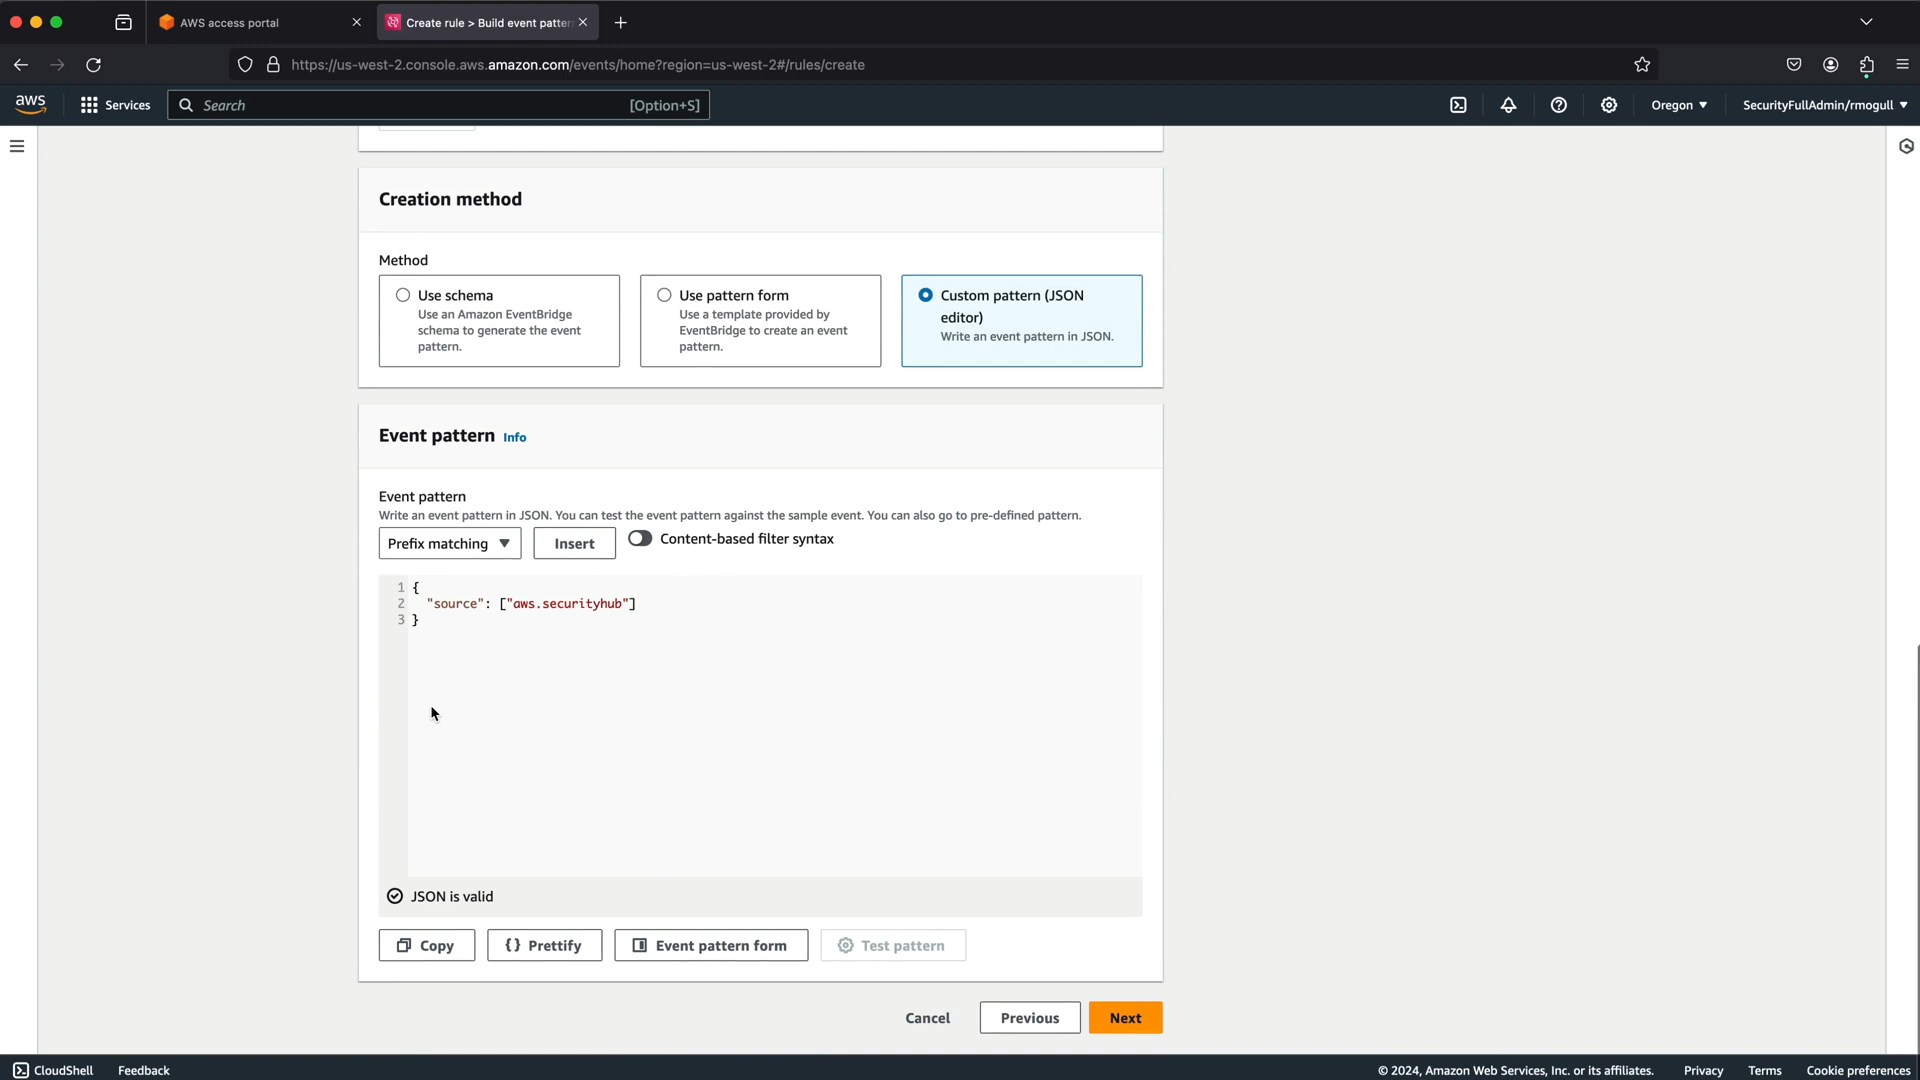 AWS access portal
Create rule > Build event patter
https://us-west-2.console.aws.amazon.com/events/home?region=us-west-2#/rules/create
aws
Services
Search
[Option+S]
Oregon
SecurityFullAdmin/rmogull
Creation method
Method
Use schema
Use an Amazon EventBridge
schema to generate the event
pattern.
Use pattern form
Use a template provided by
EventBridge to create an event
pattern.
Custom pattern (JSON
editor)
Write an event pattern in JSON.
Event pattern Info
Event pattern
Write an event pattern in JSON. You can test the event pattern against the sample event. You can also go to pre-defined pattern.
Prefix matching
Insert
Content-based filter syntax
1 {
2 "source": ["aws.securityhub"]
3 }
JSON is valid
Copy
{} Prettify
Event pattern form
Test pattern
Cancel
Previous
Next
CloudShell
Feedback
© 2024, Amazon Web Services, Inc. or its affiliates.
Privacy
Terms
Cookie preferences